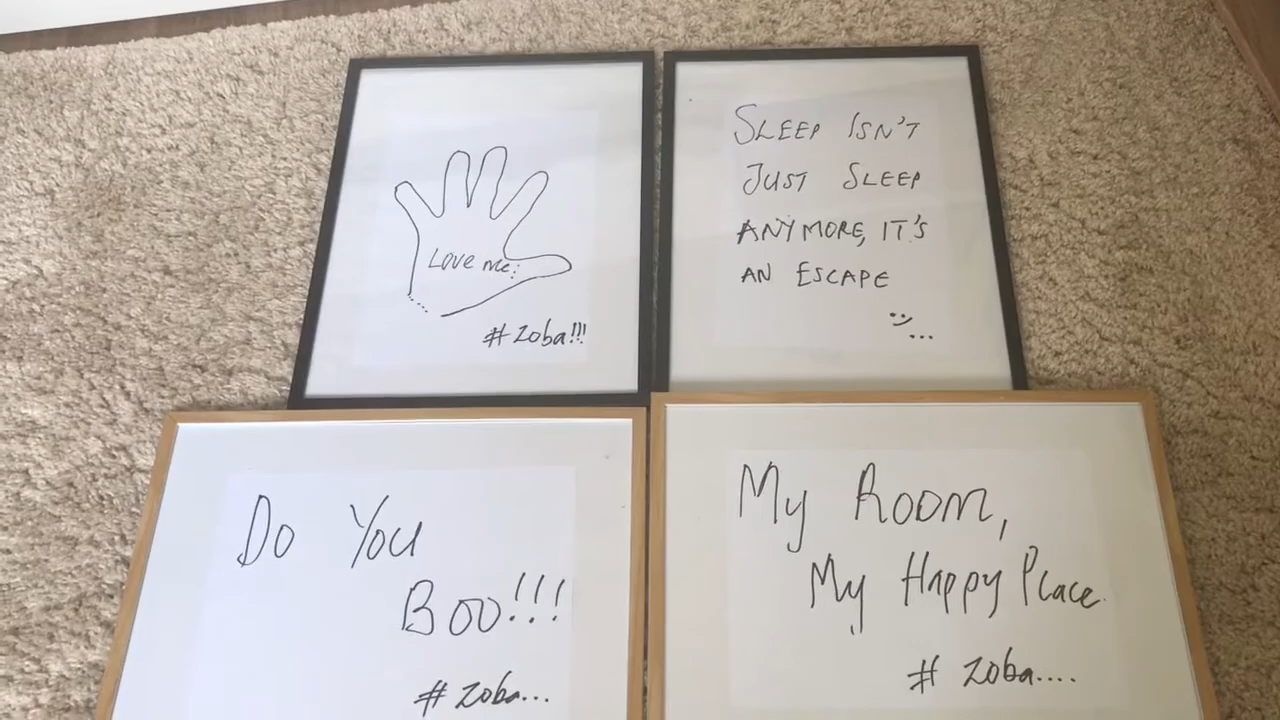 Love me:
# Zoba!!!
SLEEP ISN'T
JUST SLEEP
ANYMORE, IT'S
AN ESCAPE
Do You
Boo!!!
# Zoba...
My Room,
My Happy Place.
# Zoba....